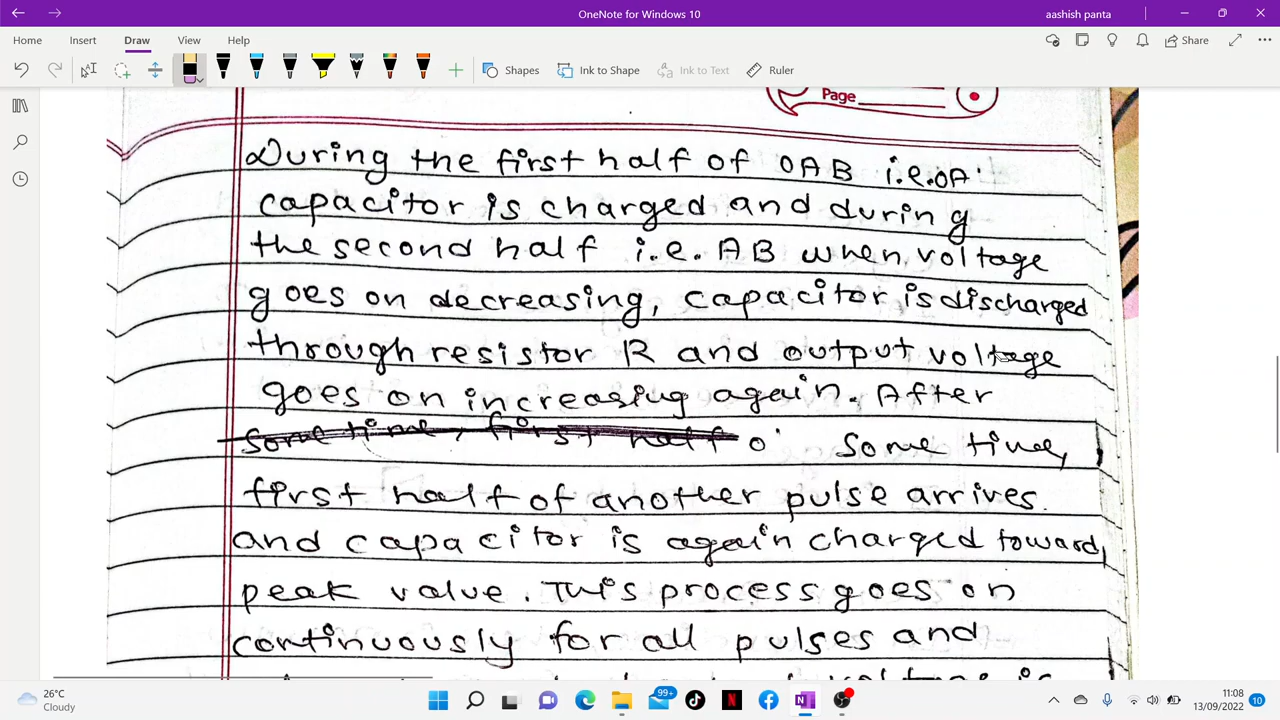 OneNote for Windows 10
aashish panta
Home Insert Draw View Help
Share
Shapes Ink to Shape Ink to Text Ruler
Page
During the first half of OAB i.e.OA
capacitor is charged and during
the second half i.e. AB when voltage
goes on decreasing, capacitor is discharged
through resistor R and output voltage
goes on increasing again. After
some time, first half o some time,
first half of another pulse arrives.
and capacitor is again charged toward
peak value. This process goes on
continuously for all pulses and
26°C
Cloudy
99+
11:08
13/09/2022
10